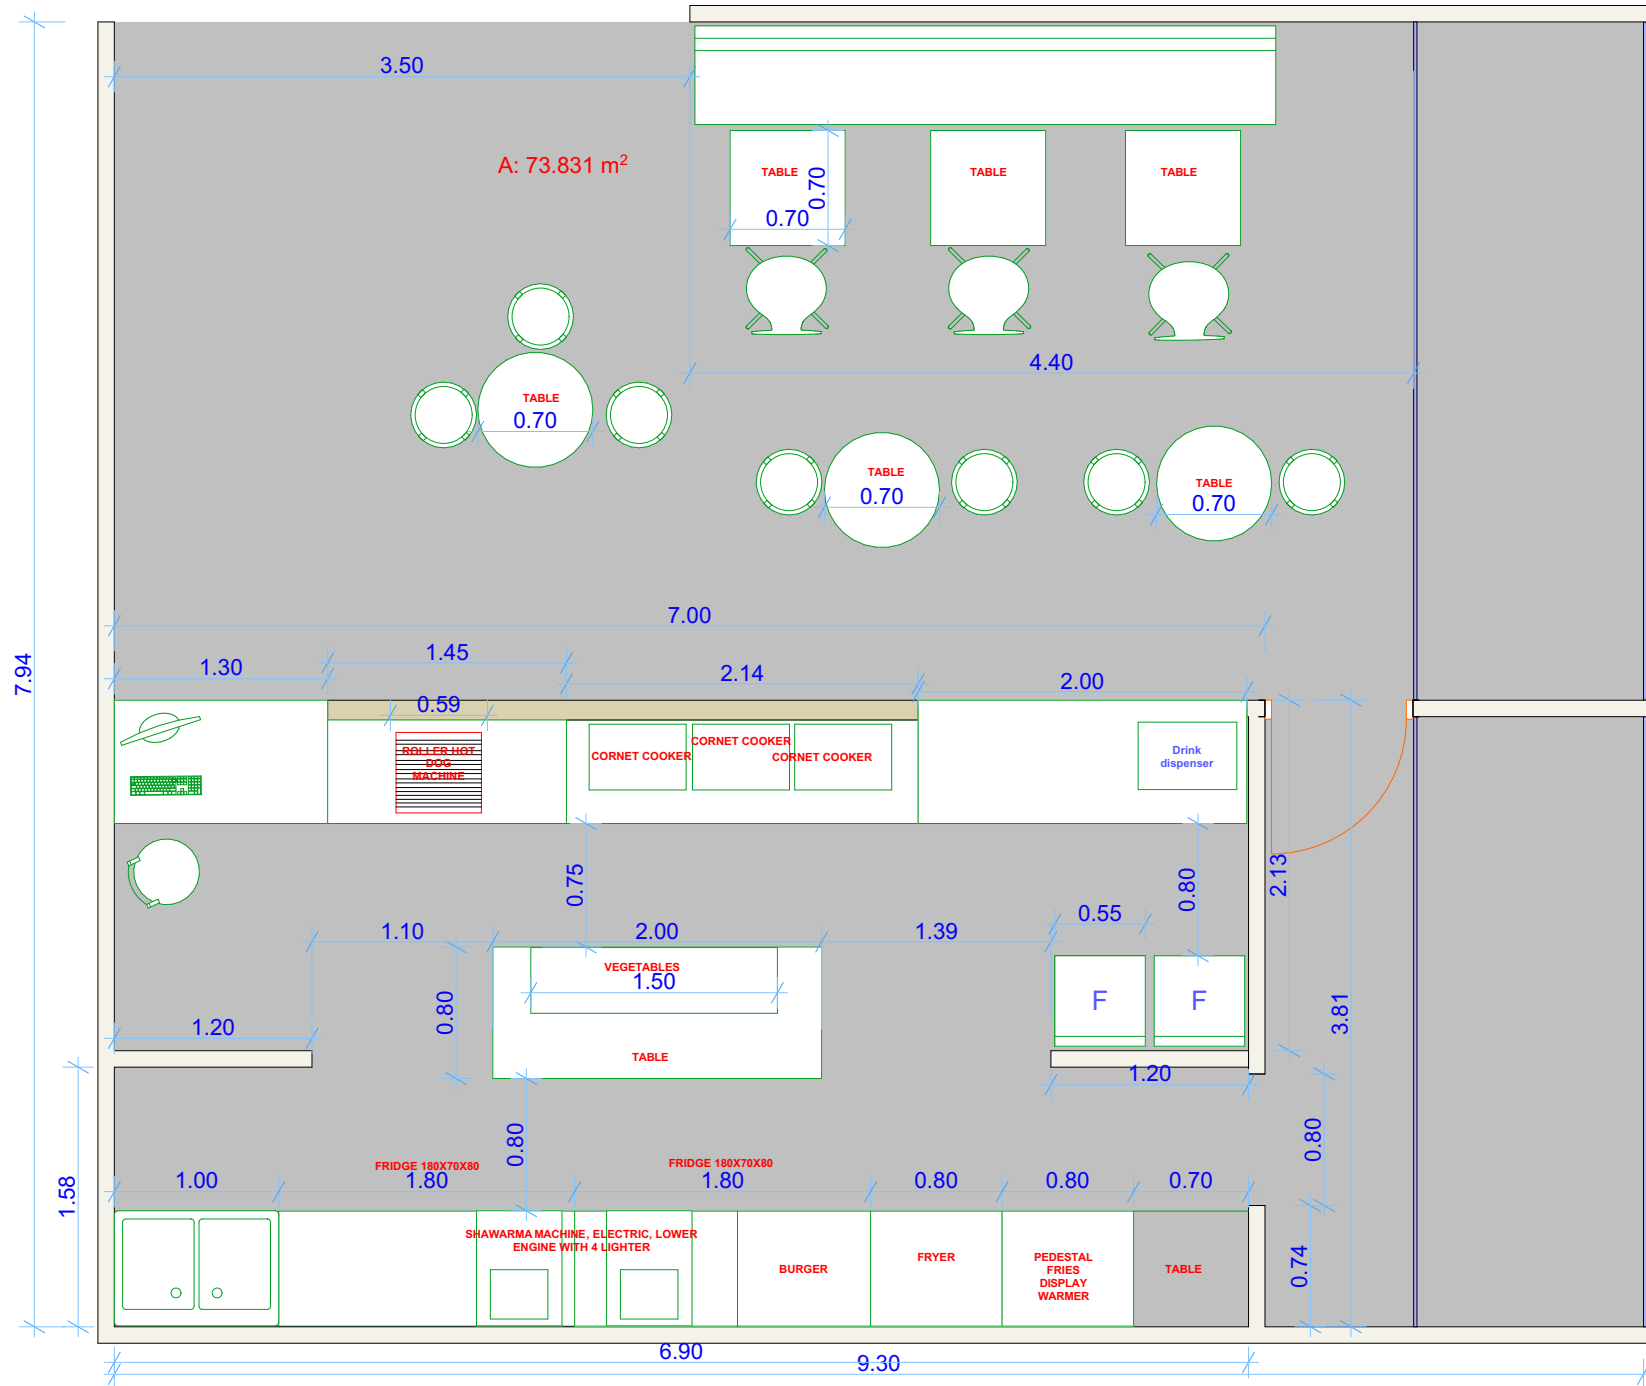 3.50
A: 73.831 m²
TABLE
TABLE
TABLE
0.70
0.70
4.40
TABLE
0.70
TABLE
0.70
TABLE
0.70
7.94
7.00
1.30
1.45
2.14
2.00
0.59
ROLLER HOT
DOG
MACHINE
CORNET COOKER
CORNET COOKER
CORNET COOKER
Drink
dispenser
0.75
0.80
2.13
1.10
2.00
1.39
0.55
VEGETABLES
1.50
0.80
F
F
3.81
1.20
TABLE
1.20
0.80
0.80
1.58
FRIDGE 180X70X80
FRIDGE 180X70X80
1.00
1.80
1.80
0.80
0.80
0.70
SHAWARMA MACHINE, ELECTRIC, LOWER
ENGINE WITH 4 LIGHTER
BURGER
FRYER
PEDESTAL
FRIES
DISPLAY
WARMER
TABLE
0.74
6.90
9.30